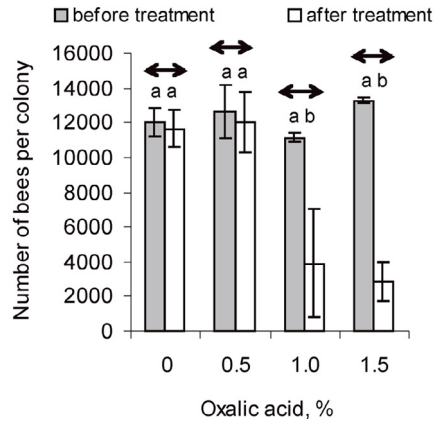 before treatment after treatment
Number of bees per colony
16000
14000
12000
10000
8000
6000
4000
2000
0
a a a a a b a b
0 0.5 1.0 1.5
Oxalic acid, %